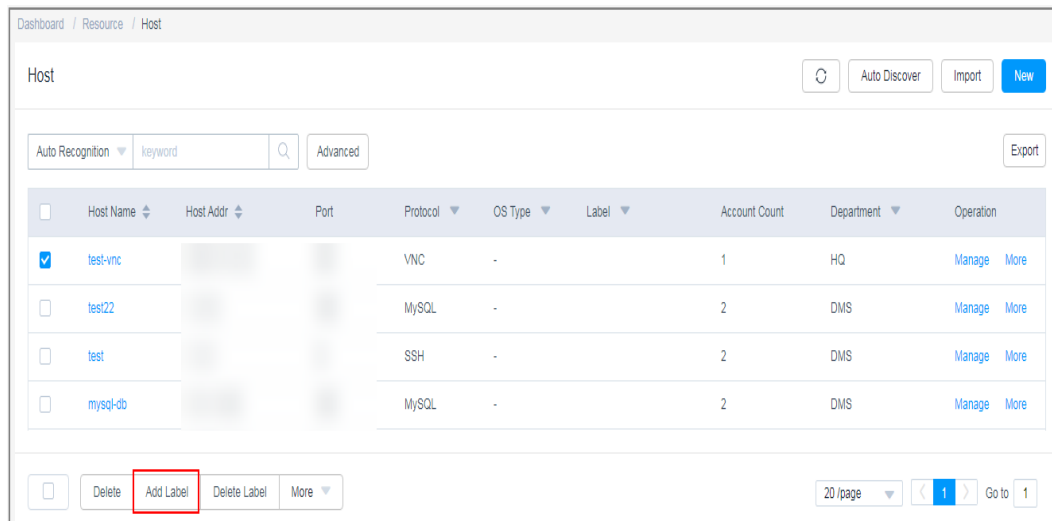 Dashboard / Resource / Host
Host Auto Discover Import New
Auto Recognition keyword Advanced Export
Host Name Host Addr Port Protocol OS Type Label Account Count Department Operation
test-vnc VNC - 1 HQ Manage More
test22 MySQL - 2 DMS Manage More
test SSH - 2 DMS Manage More
mysql-db MySQL - 2 DMS Manage More
Delete Add Label Delete Label More 20 /page 1 Go to 1